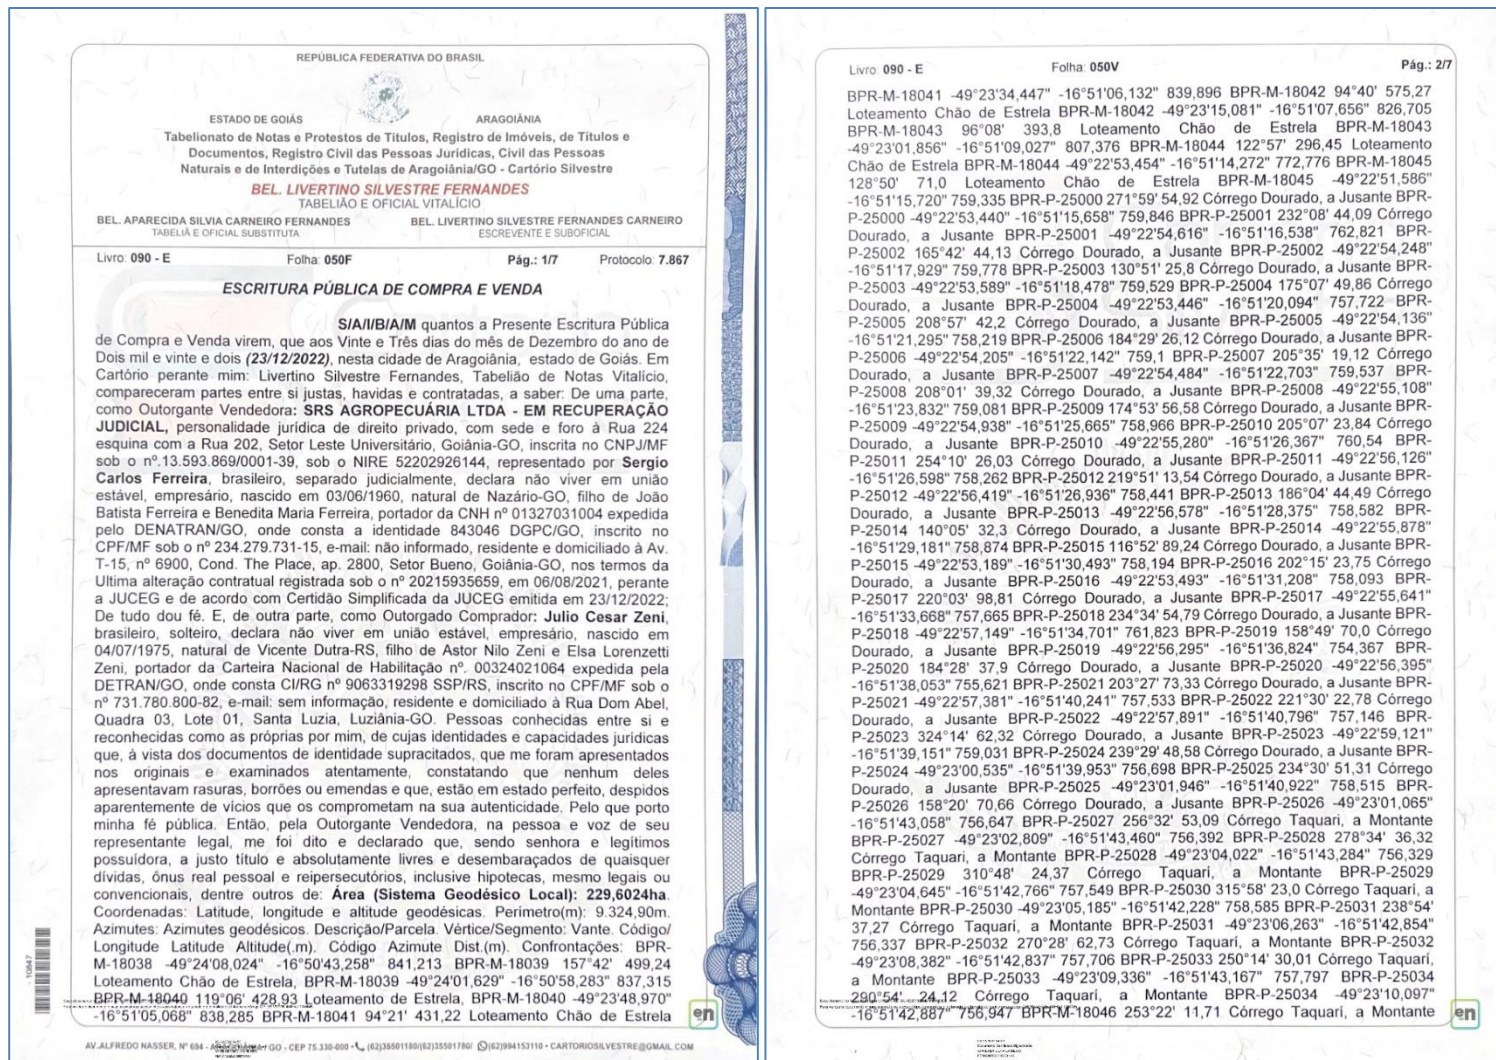 REPÚBLICA FEDERATIVA DO BRASIL
ESTADO DE GOIÁS ARAGOIÂNIA
Tabelionato de Notas e Protestos de Títulos, Registro de Imóveis, de Títulos e
Documentos, Registro Civil das Pessoas Jurídicas, Civil das Pessoas
Naturais e de Interdições e Tutelas de Aragoiânia/GO - Cartório Silvestre
BEL. LIVERTINO SILVESTRE FERNANDES
TABELIÃO E OFICIAL VITALÍCIO
BEL. APARECIDA SILVIA CARNEIRO FERNANDES BEL. LIVERTINO SILVESTRE FERNANDES CARNEIRO
TABELIÃ E OFICIAL SUBSTITUTA ESCREVENTE E SUBOFICIAL
Livro: 090 - E Folha: 050F Pág.: 1/7 Protocolo: 7.867
ESCRITURA PÚBLICA DE COMPRA E VENDA
S/A/I/B/A/M quantos a Presente Escritura Pública
de Compra e Venda virem, que aos Vinte e Três dias do mês de Dezembro do ano de
Dois mil e vinte e dois (23/12/2022), nesta cidade de Aragoiânia, estado de Goiás. Em
Cartório perante mim: Livertino Silvestre Fernandes, Tabelião de Notas Vitalício,
compareceram partes entre si justas, havidas e contratadas, a saber: De uma parte,
como Outorgante Vendedora: SRS AGROPECUÁRIA LTDA - EM RECUPERAÇÃO
JUDICIAL, personalidade jurídica de direito privado, com sede e foro à Rua 224
esquina com a Rua 202, Setor Leste Universitário, Goiânia-GO, inscrita no CNPJ/MF
sob o nº.13.593.869/0001-39, sob o NIRE 52202926144, representado por Sergio
Carlos Ferreira, brasileiro, separado judicialmente, declara não viver em união
estável, empresário, nascido em 03/06/1960, natural de Nazário-GO, filho de João
Batista Ferreira e Benedita Maria Ferreira, portador da CNH nº 01327031004 expedida
pelo DENATRAN/GO, onde consta a identidade 843046 DGPC/GO, inscrito no
CPF/MF sob o nº 234.279.731-15, e-mail: não informado, residente e domiciliado à Av.
T-15, nº 6900, Cond. The Place, ap. 2800, Setor Bueno, Goiânia-GO, nos termos da
Ultima alteração contratual registrada sob o nº 20215935659, em 06/08/2021, perante
a JUCEG e de acordo com Certidão Simplificada da JUCEG emitida em 23/12/2022;
De tudo dou fé. E, de outra parte, como Outorgado Comprador: Julio Cesar Zeni,
brasileiro, solteiro, declara não viver em união estável, empresário, nascido em
04/07/1975, natural de Vicente Dutra-RS, filho de Astor Nilo Zeni e Elsa Lorenzetti
Zeni, portador da Carteira Nacional de Habilitação nº. 00324021064 expedida pela
DETRAN/GO, onde consta CI/RG nº 9063319298 SSP/RS, inscrito no CPF/MF sob o
nº 731.780.800-82, e-mail: sem informação, residente e domiciliado à Rua Dom Abel,
Quadra 03, Lote 01, Santa Luzia, Luziânia-GO. Pessoas conhecidas entre si e
reconhecidas como as próprias por mim, de cujas identidades e capacidades jurídicas
que, à vista dos documentos de identidade supracitados, que me foram apresentados
nos originais e examinados atentamente, constatando que nenhum deles
apresentavam rasuras, borrões ou emendas e que, estão em estado perfeito, despidos
aparentemente de vícios que os comprometam na sua autenticidade. Pelo que porto
minha fé pública. Então, pela Outorgante Vendedora, na pessoa e voz de seu
representante legal, me foi dito e declarado que, sendo senhora e legítimos
possuídora, a justo título e absolutamente livres e desembaraçados de quaisquer
dívidas, ônus real pessoal e reipersecutórios, inclusive hipotecas, mesmo legais ou
convencionais, dentre outros de: Área (Sistema Geodésico Local): 229,6024ha.
Coordenadas: Latitude, longitude e altitude geodésicas. Perímetro(m): 9.324,90m.
Azimutes: Azimutes geodésicos. Descrição/Parcela. Vértice/Segmento: Vante. Código/
Longitude Latitude Altitude(.m). Código Azimute Dist.(m). Confrontações: BPR-
M-18038 -49°24'08,024" -16°50'43,258" 841,213 BPR-M-18039 157°42' 499,24
Loteamento Chão de Estrela, BPR-M-18039 -49°24'01,629" -16°50'58,283" 837,315
BPR-M-18040 119°06' 428,93 Loteamento de Estrela, BPR-M-18040 -49°23'48,970"
-16°51'05,068" 838,285 BPR-M-18041 94°21' 431,22 Loteamento Chão de Estrela
10847
en
AV.ALFREDO NASSER, Nº 694 - GO - CEP 75.330-000 - (62)35501180/(62)35501780/ (62)994153110 - CARTORIOSILVESTRE@GMAIL.COM
Livro: 090 - E Folha: 050V Pág.: 2/7
BPR-M-18041 -49°23'34,447" -16°51'06,132" 839,896 BPR-M-18042 94°40' 575,27
Loteamento Chão de Estrela BPR-M-18042 -49°23'15,081" -16°51'07,656" 826,705
BPR-M-18043 96°08' 393,8 Loteamento Chão de Estrela BPR-M-18043
-49°23'01,856" -16°51'09,027" 807,376 BPR-M-18044 122°57' 296,45 Loteamento
Chão de Estrela BPR-M-18044 -49°22'53,454" -16°51'14,272" 772,776 BPR-M-18045
128°50' 71,0 Loteamento Chão de Estrela BPR-M-18045 -49°22'51,586"
-16°51'15,720" 759,335 BPR-P-25000 271°59' 54,92 Córrego Dourado, a Jusante BPR-
P-25000 -49°22'53,440" -16°51'15,658" 759,846 BPR-P-25001 232°08' 44,09 Córrego
Dourado, a Jusante BPR-P-25001 -49°22'54,616" -16°51'16,538" 762,821 BPR-
P-25002 165°42' 44,13 Córrego Dourado, a Jusante BPR-P-25002 -49°22'54,248"
-16°51'17,929" 759,778 BPR-P-25003 130°51' 25,8 Córrego Dourado, a Jusante BPR-
P-25003 -49°22'53,589" -16°51'18,478" 759,529 BPR-P-25004 175°07' 49,86 Córrego
Dourado, a Jusante BPR-P-25004 -49°22'53,446" -16°51'20,094" 757,722 BPR-
P-25005 208°57' 42,2 Córrego Dourado, a Jusante BPR-P-25005 -49°22'54,136"
-16°51'21,295" 758,219 BPR-P-25006 184°29' 26,12 Córrego Dourado, a Jusante BPR-
P-25006 -49°22'54,205" -16°51'22,142" 759,1 BPR-P-25007 205°35' 19,12 Córrego
Dourado, a Jusante BPR-P-25007 -49°22'54,484" -16°51'22,703" 759,537 BPR-
P-25008 208°01' 39,32 Córrego Dourado, a Jusante BPR-P-25008 -49°22'55,108"
-16°51'23,832" 759,081 BPR-P-25009 174°53' 56,58 Córrego Dourado, a Jusante BPR-
P-25009 -49°22'54,938" -16°51'25,665" 758,966 BPR-P-25010 205°07' 23,84 Córrego
Dourado, a Jusante BPR-P-25010 -49°22'55,280" -16°51'26,367" 760,54 BPR-
P-25011 254°10' 26,03 Córrego Dourado, a Jusante BPR-P-25011 -49°22'56,126"
-16°51'26,598" 758,262 BPR-P-25012 219°51' 13,54 Córrego Dourado, a Jusante BPR-
P-25012 -49°22'56,419" -16°51'26,936" 758,441 BPR-P-25013 186°04' 44,49 Córrego
Dourado, a Jusante BPR-P-25013 -49°22'56,578" -16°51'28,375" 758,582 BPR-
P-25014 140°05' 32,3 Córrego Dourado, a Jusante BPR-P-25014 -49°22'55,878"
-16°51'29,181" 758,874 BPR-P-25015 116°52' 89,24 Córrego Dourado, a Jusante BPR-
P-25015 -49°22'53,189" -16°51'30,493" 758,194 BPR-P-25016 202°15' 23,75 Córrego
Dourado, a Jusante BPR-P-25016 -49°22'53,493" -16°51'31,208" 758,093 BPR-
P-25017 220°03' 98,81 Córrego Dourado, a Jusante BPR-P-25017 -49°22'55,641"
-16°51'33,668" 757,665 BPR-P-25018 234°34' 54,79 Córrego Dourado, a Jusante BPR-
P-25018 -49°22'57,149" -16°51'34,701" 761,823 BPR-P-25019 158°49' 70,0 Córrego
Dourado, a Jusante BPR-P-25019 -49°22'56,295" -16°51'36,824" 754,367 BPR-
P-25020 184°28' 37,9 Córrego Dourado, a Jusante BPR-P-25020 -49°22'56,395"
-16°51'38,053" 755,621 BPR-P-25021 203°27' 73,33 Córrego Dourado, a Jusante BPR-
P-25021 -49°22'57,381" -16°51'40,241" 757,533 BPR-P-25022 221°30' 22,78 Córrego
Dourado, a Jusante BPR-P-25022 -49°22'57,891" -16°51'40,796" 757,146 BPR-
P-25023 324°14' 62,32 Córrego Dourado, a Jusante BPR-P-25023 -49°22'59,121"
-16°51'39,151" 759,031 BPR-P-25024 239°29' 48,58 Córrego Dourado, a Jusante BPR-
P-25024 -49°23'00,535" -16°51'39,953" 756,698 BPR-P-25025 234°30' 51,31 Córrego
Dourado, a Jusante BPR-P-25025 -49°23'01,946" -16°51'40,922" 758,515 BPR-
P-25026 158°20' 70,66 Córrego Dourado, a Jusante BPR-P-25026 -49°23'01,065"
-16°51'43,058" 756,647 BPR-P-25027 256°32' 53,09 Córrego Taquari, a Montante
BPR-P-25027 -49°23'02,809" -16°51'43,460" 756,392 BPR-P-25028 278°34' 36,32
Córrego Taquari, a Montante BPR-P-25028 -49°23'04,022" -16°51'43,284" 756,329
BPR-P-25029 310°48' 24,37 Córrego Taquari, a Montante BPR-P-25029
-49°23'04,645" -16°51'42,766" 757,549 BPR-P-25030 315°58' 23,0 Córrego Taquari, a
Montante BPR-P-25030 -49°23'05,185" -16°51'42,228" 758,585 BPR-P-25031 238°54'
37,27 Córrego Taquari, a Montante BPR-P-25031 -49°23'06,263" -16°51'42,854"
756,337 BPR-P-25032 270°28' 62,73 Córrego Taquari, a Montante BPR-P-25032
-49°23'08,382" -16°51'42,837" 757,706 BPR-P-25033 250°14' 30,01 Córrego Taquari,
a Montante BPR-P-25033 -49°23'09,336" -16°51'43,167" 757,797 BPR-P-25034
290°54' 24,12 Córrego Taquari, a Montante BPR-P-25034 -49°23'10,097"
-16°51'42,887" 756,947 BPR-M-18046 253°22' 11,71 Córrego Taquari, a Montante
en